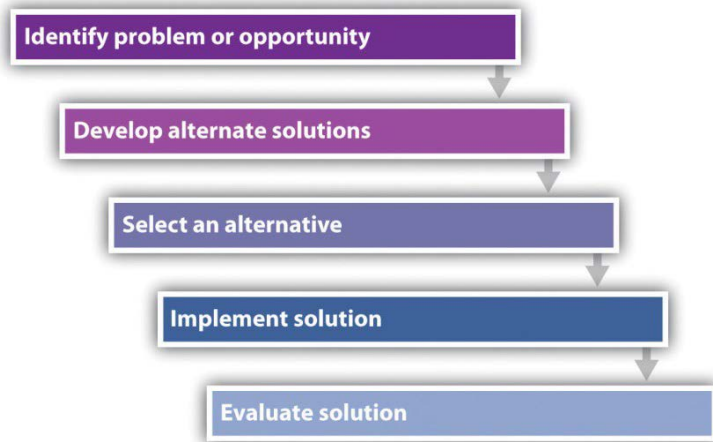 Identify problem or opportunity
Develop alternate solutions
Select an alternative
Implement solution
Evaluate solution